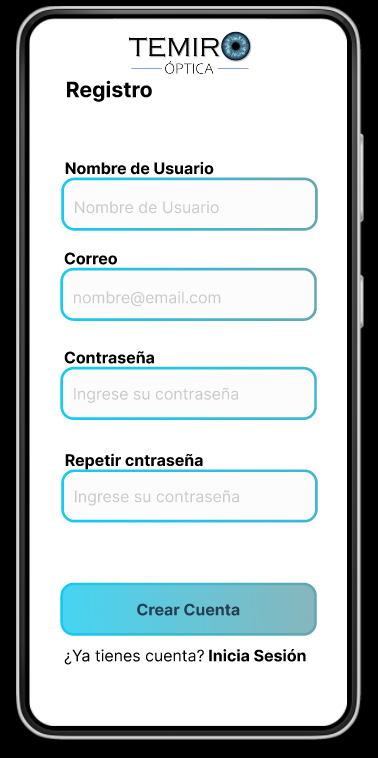 TEMIRO
ÓPTICA
Registro
Nombre de Usuario
Nombre de Usuario
Correo
nombre@email.com
Contraseña
Ingrese su contraseña
Repetir cntraseña
Ingrese su contraseña
Crear Cuenta
¿Ya tienes cuenta? Inicia Sesión